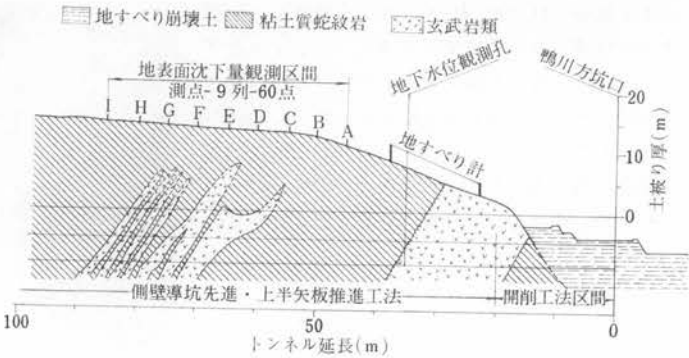 地すべり崩壊土 粘土質蛇紋岩 玄武岩類
地表面沈下量観測区間
測点-9列-60点
地下水位観測孔
鴨川方坑口
I H G F E D C B A
地すべり計
20
10
0
土被り厚(m)
側壁導坑先進・上半矢板推進工法 開削工法区間
100 50 0
トンネル延長(m)